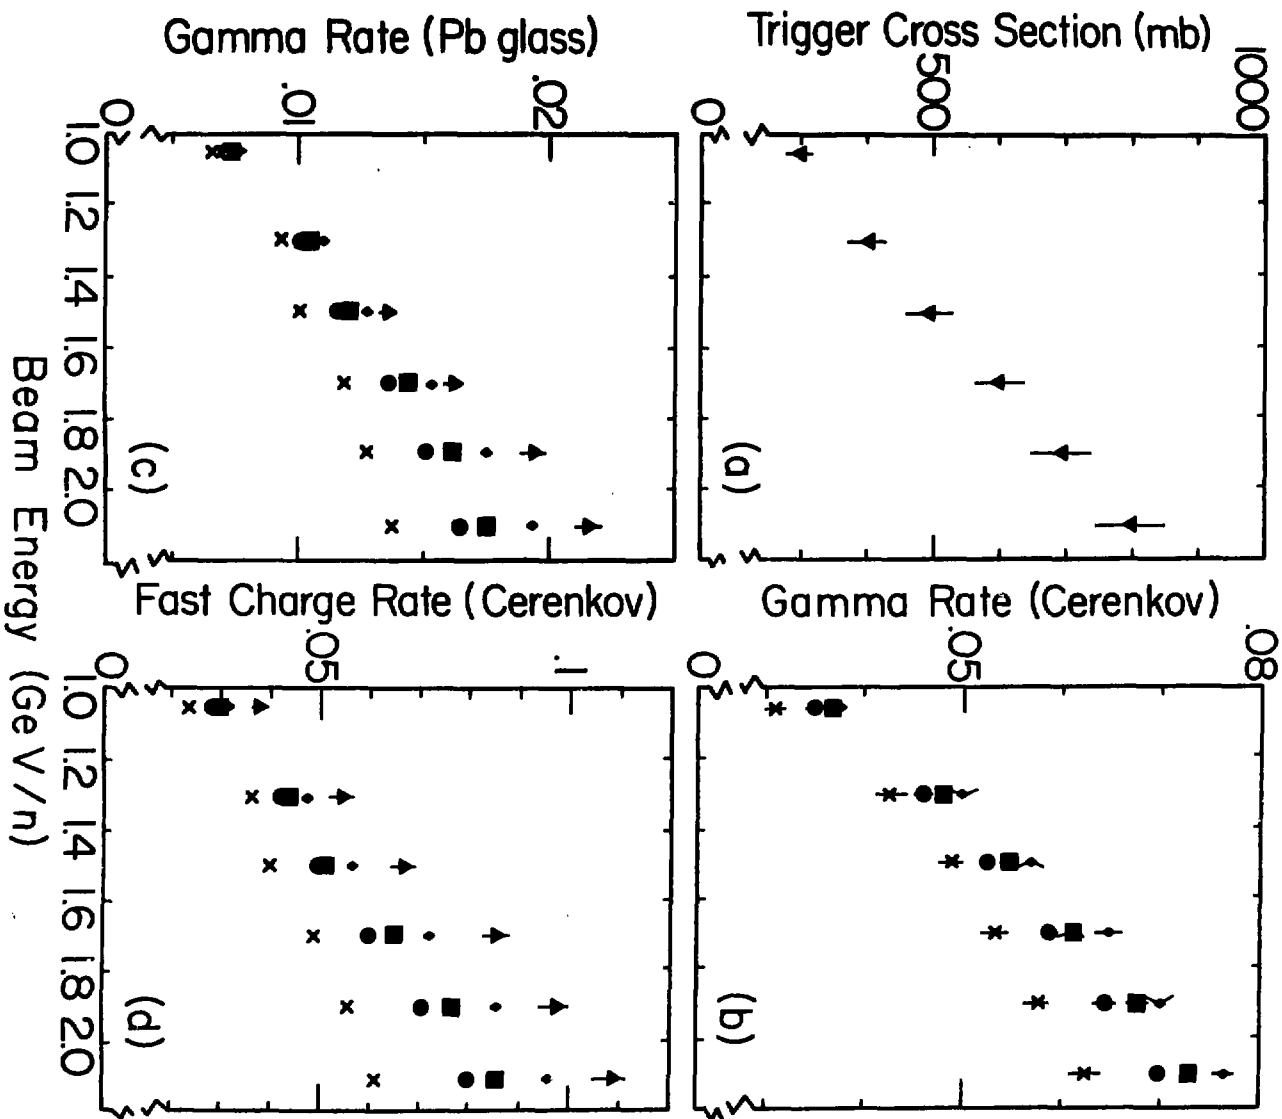 Trigger Cross Section (mb)
1000
500
0
(a)
Gamma Rate (Cerenkov)
.08
.05
0
(b)
Gamma Rate (Pb glass)
.02
.01
0
1.0 1.2 1.4 1.6 1.8 2.0
(c)
Fast Charge Rate (Cerenkov)
.1
.05
0
1.0 1.2 1.4 1.6 1.8 2.0
(d)
Beam Energy (GeV/n)